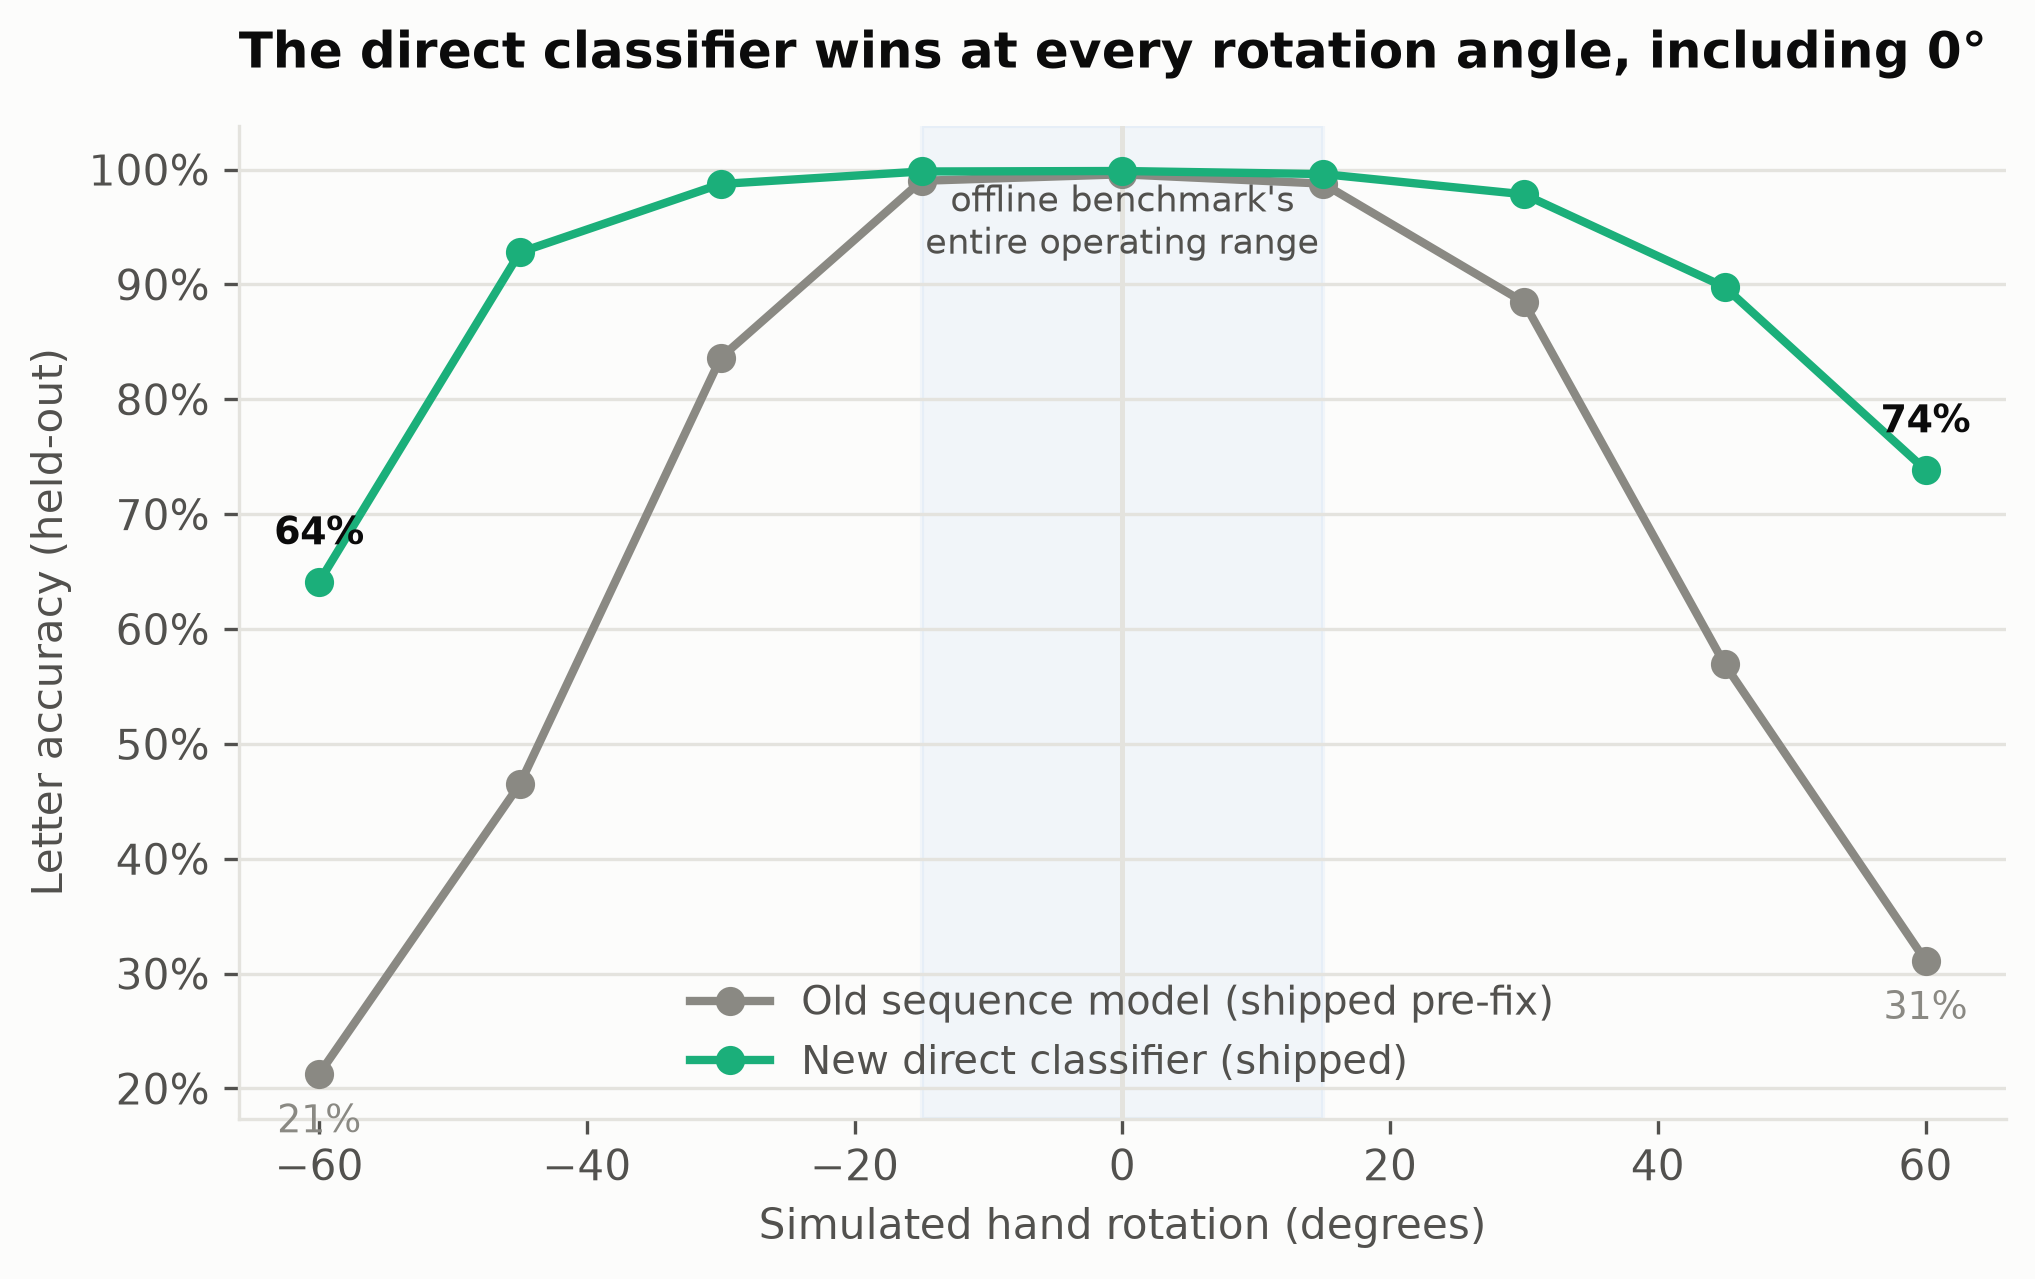 The direct classifier wins at every rotation angle, including 0°
100%
90%
80%
70%
60%
50%
40%
30%
20%
Letter accuracy (held-out)
offline benchmark's
entire operating range
64%
74%
21%
31%
Old sequence model (shipped pre-fix)
New direct classifier (shipped)
−60
−40
−20
0
20
40
60
Simulated hand rotation (degrees)